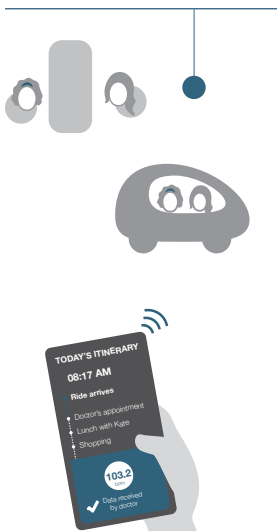 TODAY'S ITINERARY
08:17 AM
Ride arrives
Doctor's appointment
Lunch with Kate
Shopping
103.2
bpm
Data received
by doctor